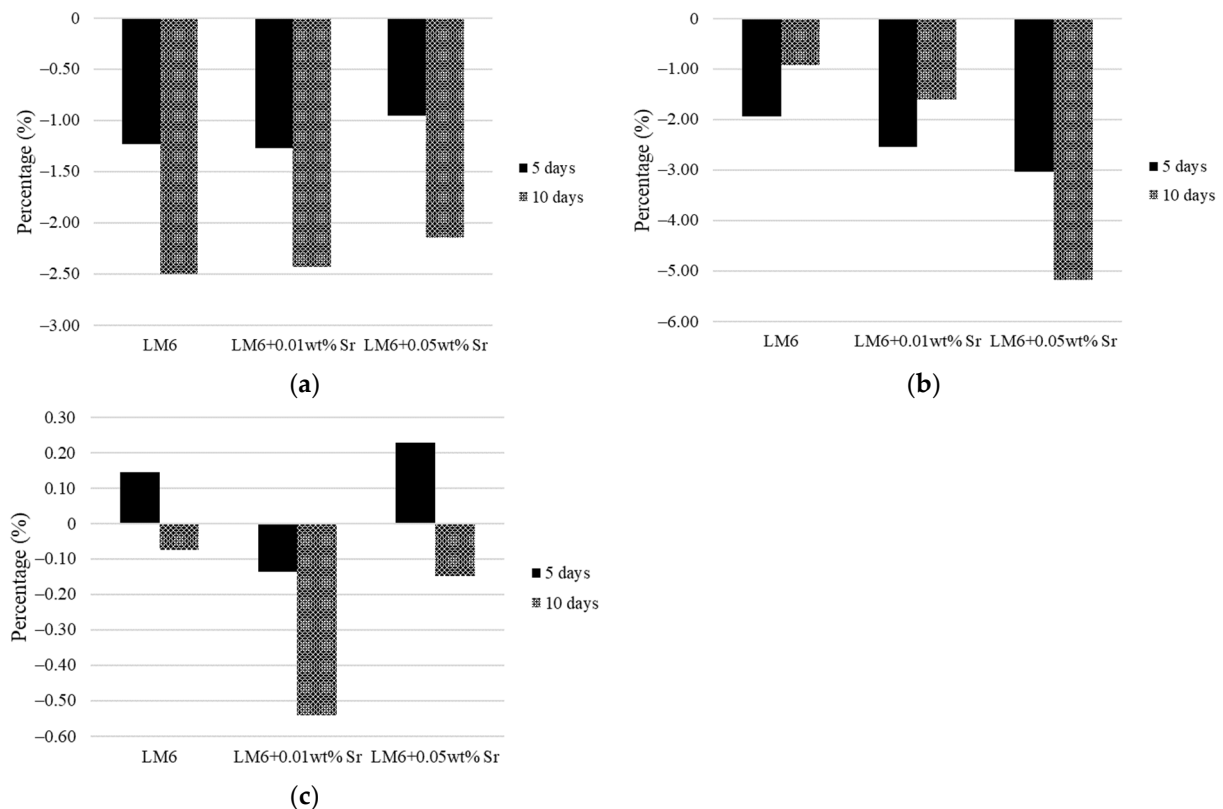 0
–0.50
–1.00
–1.50
–2.00
–2.50
–3.00
Percentage (%)
LM6
LM6+0.01wt% Sr
LM6+0.05wt% Sr
5 days
10 days
(a)
0
–1.00
–2.00
–3.00
–4.00
–5.00
–6.00
Percentage (%)
LM6
LM6+0.01wt% Sr
LM6+0.05wt% Sr
5 days
10 days
(b)
0.30
0.20
0.10
0
–0.10
–0.20
–0.30
–0.40
–0.50
–0.60
Percentage (%)
LM6
LM6+0.01wt% Sr
LM6+0.05wt% Sr
5 days
10 days
(c)